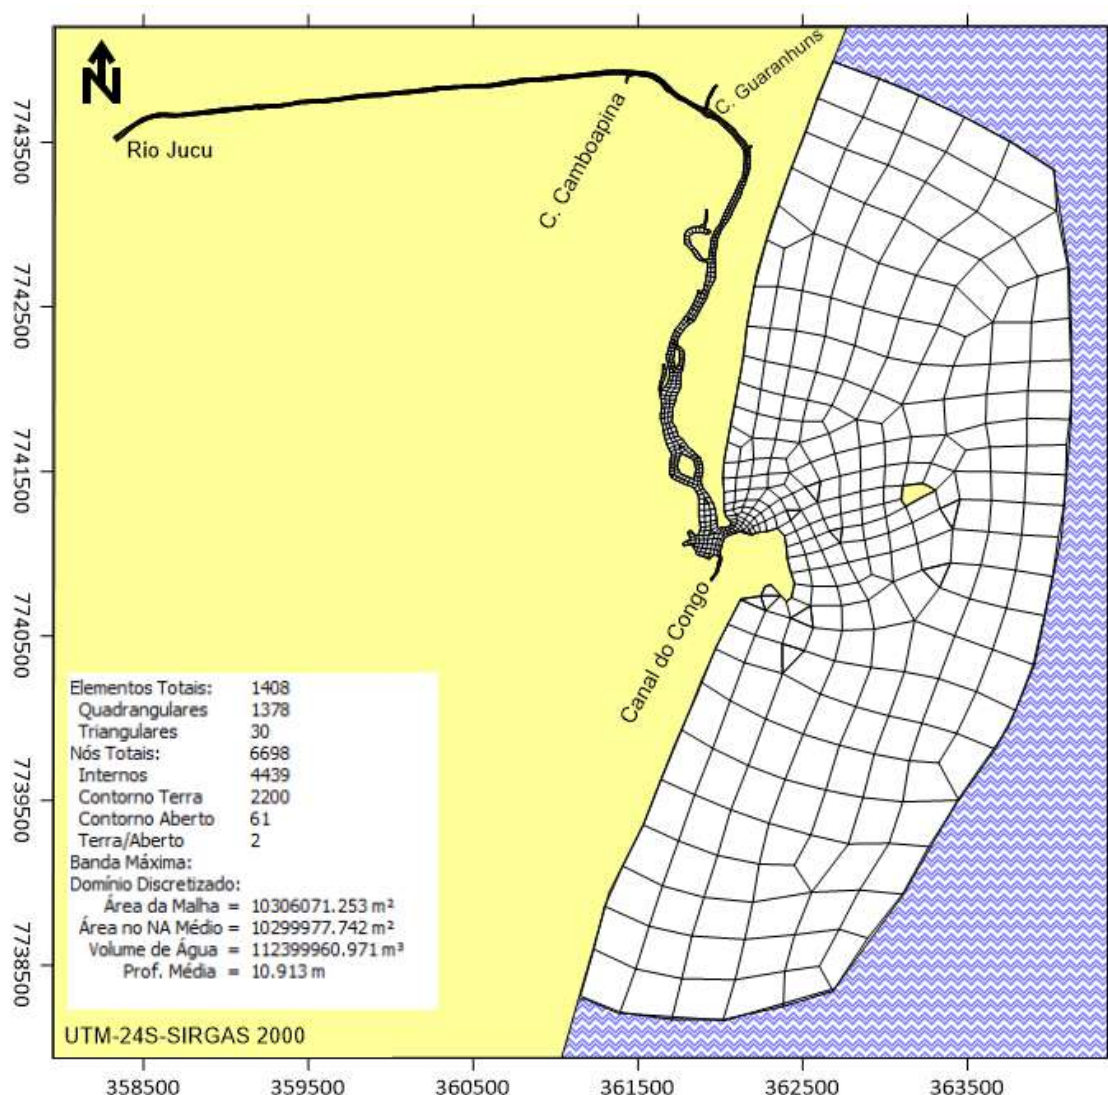 N
C. Guaranhuns
Rio Jucu
C. Camboapina
Canal do Congo
7743500
7742500
7741500
7740500
7739500
7738500
Elementos Totais: 1408
Quadrangulares 1378
Triangulares 30
Nós Totais: 6698
Internos 4439
Contorno Terra 2200
Contorno Aberto 61
Terra/Aberto 2
Banda Máxima:
Domínio Discretizado:
Área da Malha = 10306071.253 m²
Área no NA Médio = 10299977.742 m²
Volume de Água = 112399960.971 m³
Prof. Média = 10.913 m
UTM-24S-SIRGAS 2000
358500 359500 360500 361500 362500 363500